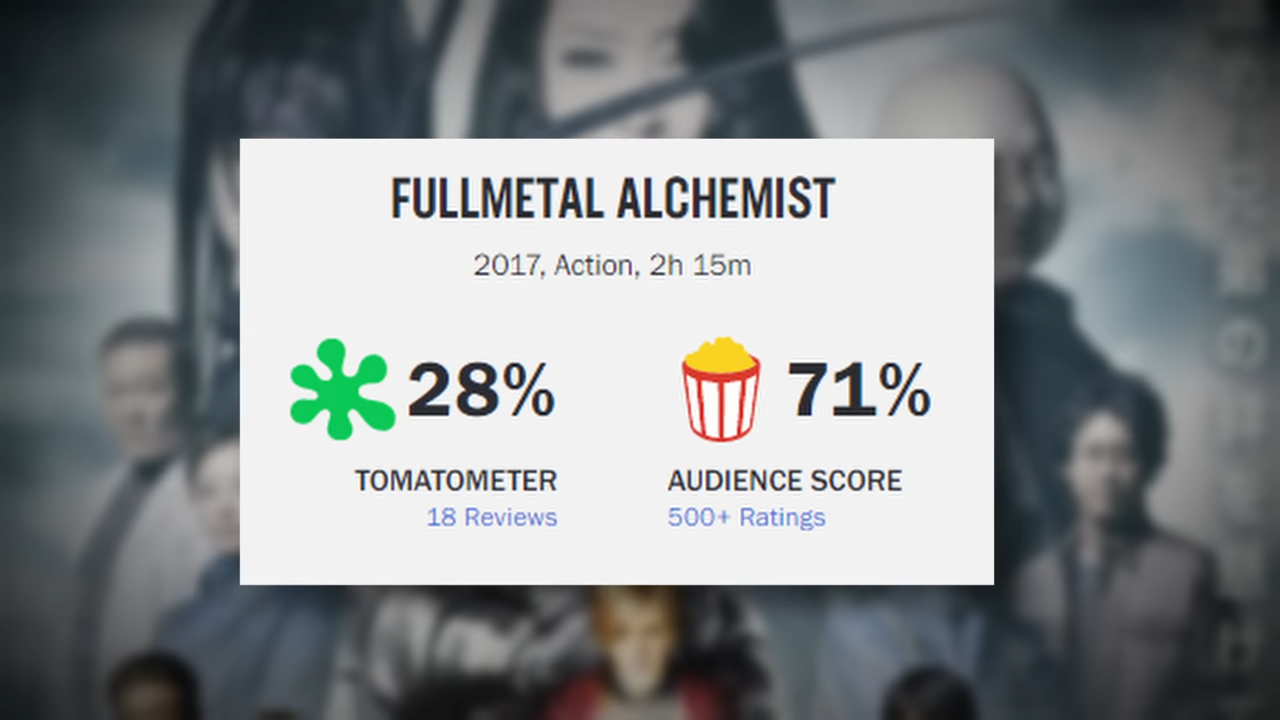 FULLMETAL ALCHEMIST
2017, Action, 2h 15m
28%
71%
TOMATOMETER
AUDIENCE SCORE
18 Reviews
500+ Ratings